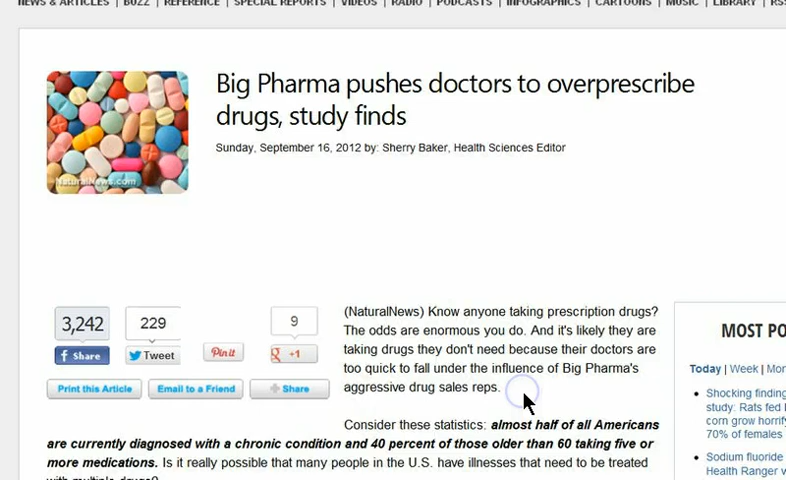 NEWS & ARTICLES | BUZZ | REFERENCE | SPECIAL REPORTS | VIDEOS | RADIO | PODCASTS | INFOGRAPHICS | CARTOONS | MUSIC | LIBRARY | RS
Big Pharma pushes doctors to overprescribe
drugs, study finds
Sunday, September 16, 2012 by: Sherry Baker, Health Sciences Editor
NaturalNews.com
3,242
229
9
Share
Tweet
Pin it
g +1
Print this Article
Email to a Friend
Share
(NaturalNews) Know anyone taking prescription drugs?
The odds are enormous you do. And it's likely they are
taking drugs they don't need because their doctors are
too quick to fall under the influence of Big Pharma's
aggressive drug sales reps.
Consider these statistics: almost half of all Americans
are currently diagnosed with a chronic condition and 40 percent of those older than 60 taking five or
more medications. Is it really possible that many people in the U.S. have illnesses that need to be treated
with multiple drugs?
MOST PO
Today | Week | Mon
Shocking finding
study: Rats fed l
corn grow horrif
70% of females
Sodium fluoride
Health Ranger w